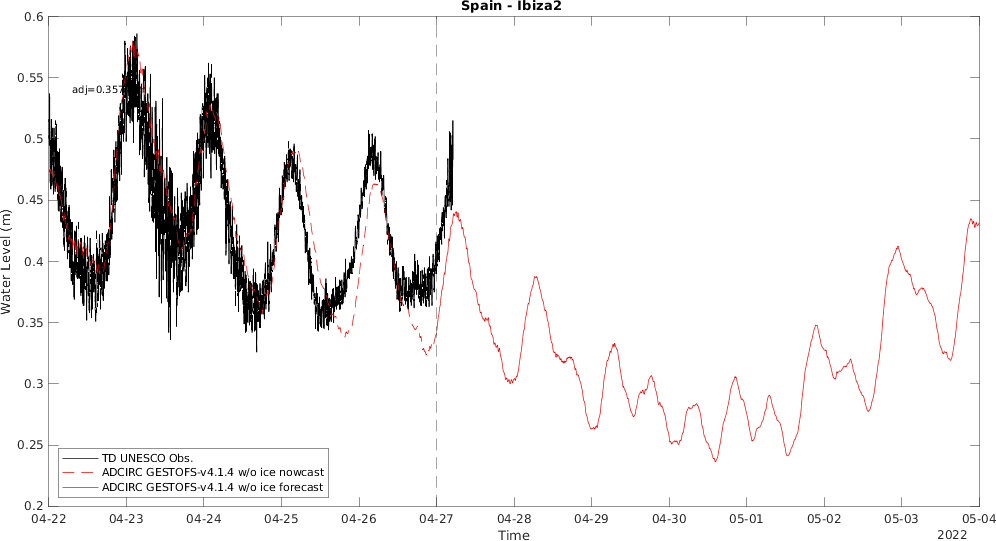 Spain - Ibiza2
0.6
0.55
adj=0.357
0.5
0.45
0.4
0.35
0.3
0.25
0.2
Water Level (m)
TD UNESCO Obs.
ADCIRC GESTOFS-v4.1.4 w/o ice nowcast
ADCIRC GESTOFS-v4.1.4 w/o ice forecast
04-22 04-23 04-24 04-25 04-26 04-27 04-28 04-29 04-30 05-01 05-02 05-03 05-04
Time
2022